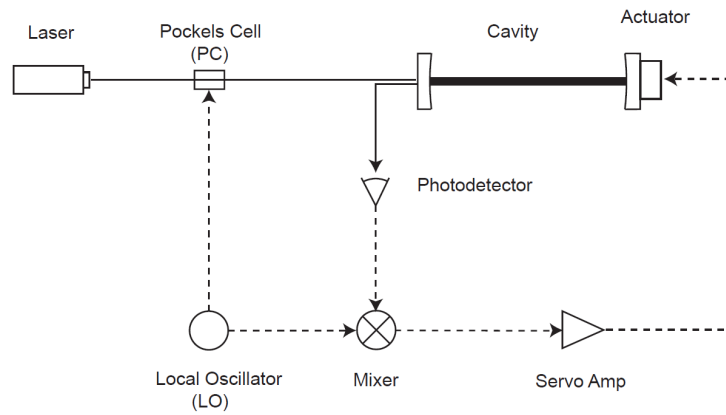 Laser
Pockels Cell
(PC)
Cavity
Actuator
Photodetector
Local Oscillator
(LO)
Mixer
Servo Amp